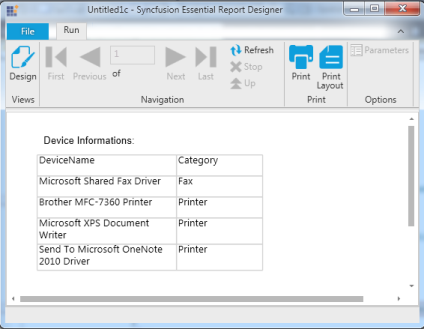 Untitled1c - Syncfusion Essential Report Designer
File Run
Design
First Previous 1 of Next Last
Refresh
Stop
Up
Print Print Layout
Parameters
Views Navigation Print Options
Device Informations:
DeviceName Category
Microsoft Shared Fax Driver Fax
Brother MFC-7360 Printer Printer
Microsoft XPS Document Printer
Writer
Send To Microsoft OneNote Printer
2010 Driver